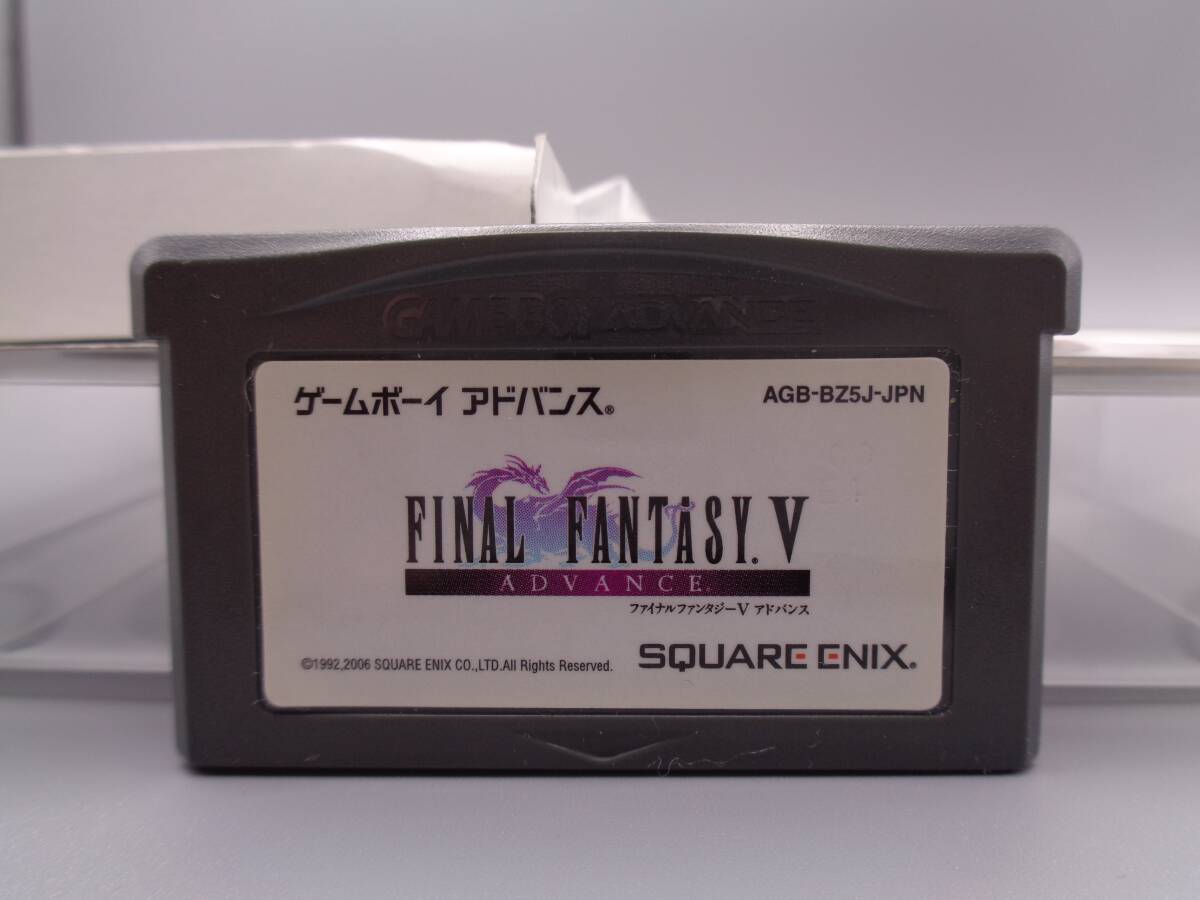 GAME BOY ADVANCE
ゲームボーイ アドバンス® AGB-BZ5J-JPN
FINAL FANTASY® V
ADVANCE®
ファイナルファンタジーV アドバンス
©1992,2006 SQUARE ENIX CO.,LTD.All Rights Reserved. SQUARE ENIX®